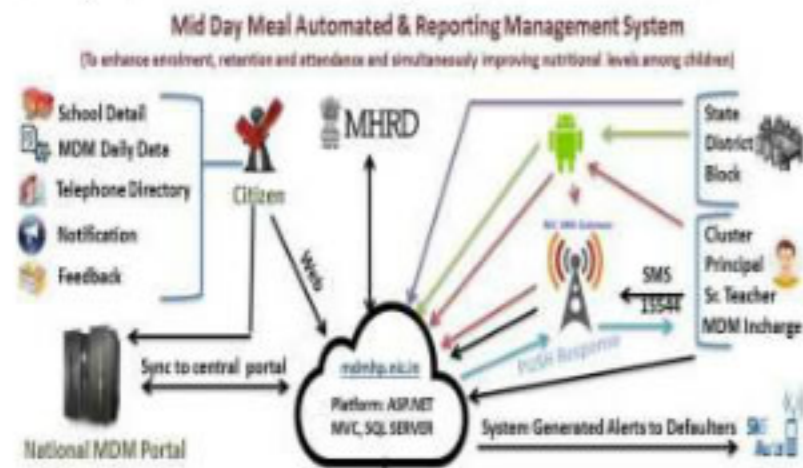 Mid Day Meal Automated & Reporting Management System
(To enhance enrolment, retention and attendance and simultaneously improving nutritional levels among children)
School Detail
MDM Daily Data
Telephone Directory
Notification
Feedback
Citizen
MHRD
State
District
Block
Cluster
Principal
Sr. Teacher
MDM Incharge
SMS
15544
Web
PUSH Response
Sync to central portal
National MDM Portal
mdmhp.nic.in
Platform: ASP.NET
MVC, SQL SERVER
System Generated Alerts to Defaulters